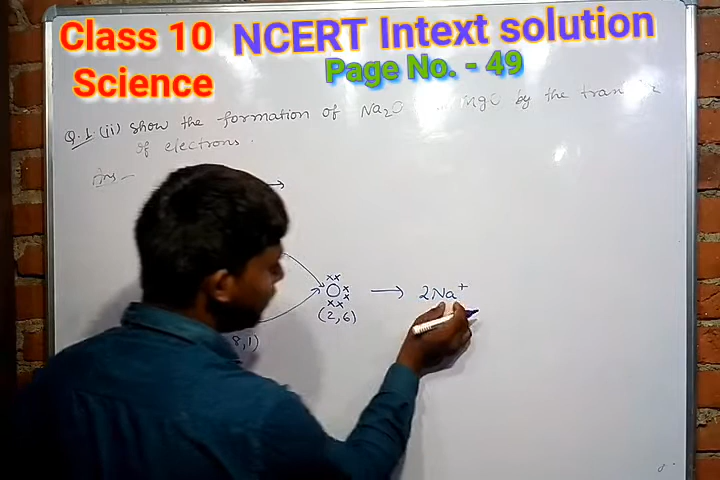 Class 10 NCERT Intext solution
Science Page No. - 49
Q.1 (ii) show the formation of Na₂O MgO by the
of electrons.
Ans -
xx
→ 2Na⁺
(2,6)
8,1)